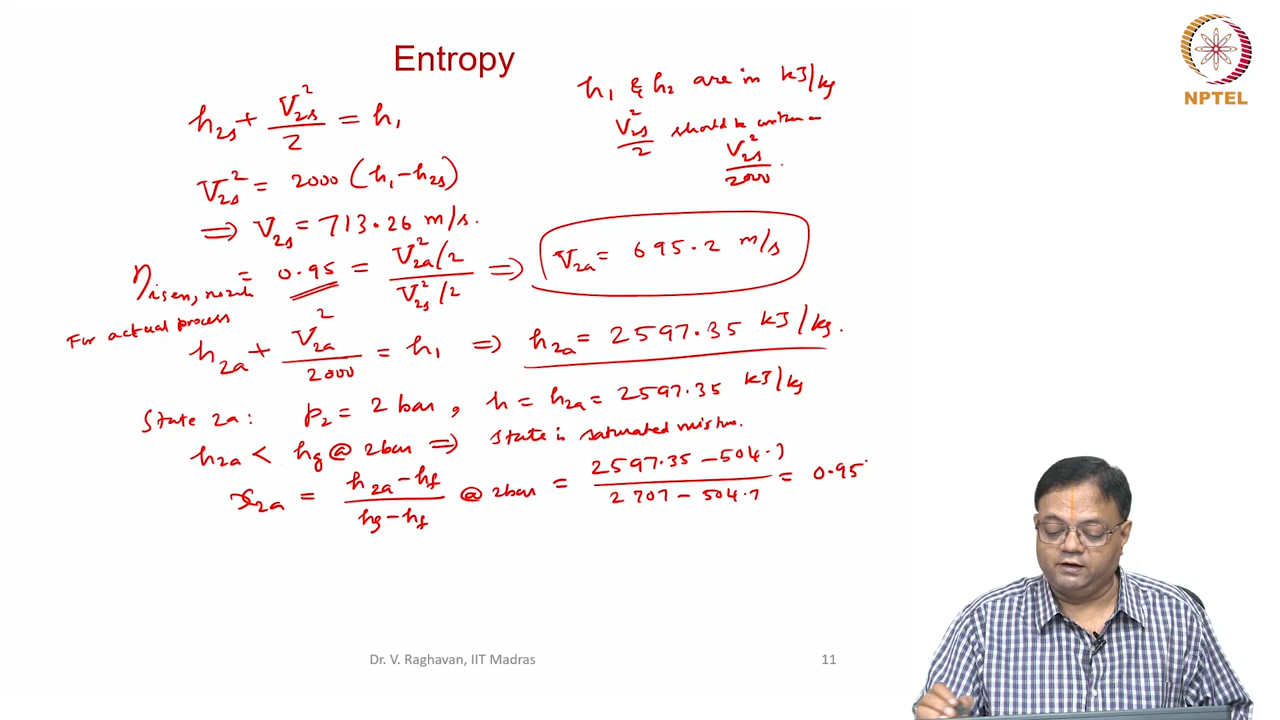 Entropy
NPTEL
h₂ₛ + V₂ₛ²/2 = h₁
h₁ & h₂ are in kJ/kg
V₂ₛ²/2 should be written as V₂ₛ²/2000.
V₂ₛ² = 2000 (h₁ - h₂ₛ)
⇒ V₂ₛ = 713.26 m/s.
η isen, nozzle = 0.95 = (V₂ₐ²/2)/(V₂ₛ²/2) ⇒ V₂ₐ = 695.2 m/s
For actual process
h₂ₐ + V₂ₐ²/2000 = h₁ ⇒ h₂ₐ = 2597.35 kJ/kg.
State 2a: p₂ = 2 bar, h = h₂ₐ = 2597.35 kJ/kg
h₂ₐ < hg @ 2bar ⇒ State is saturated mixture.
x₂ₐ = (h₂ₐ - hf)/(hg - hf) @ 2bar = (2597.35 - 504.7)/(2707 - 504.7) = 0.95
Dr. V. Raghavan, IIT Madras
11